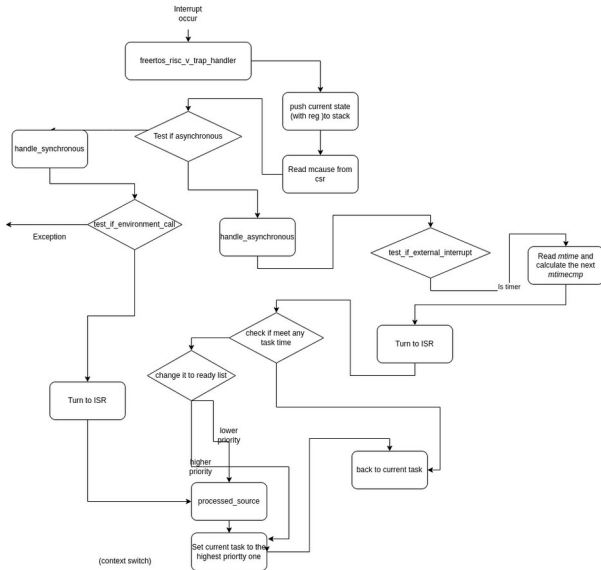 Interrupt
occur
freertos_risc_v_trap_handler
push current state
(with reg )to stack
Test if asynchronous
handle_synchronous
Read mcause from
csr
test_if_environment_call
Exception
handle_asynchronous
test_if_external_interrupt
Is timer
Read mtime and
calculate the next
mtimecmp
check if meet any
task time
Turn to ISR
change it to ready list
Turn to ISR
lower
priority
higher
priority
back to current task
processed_source
Set current task to the
highest priortty one
(context switch)